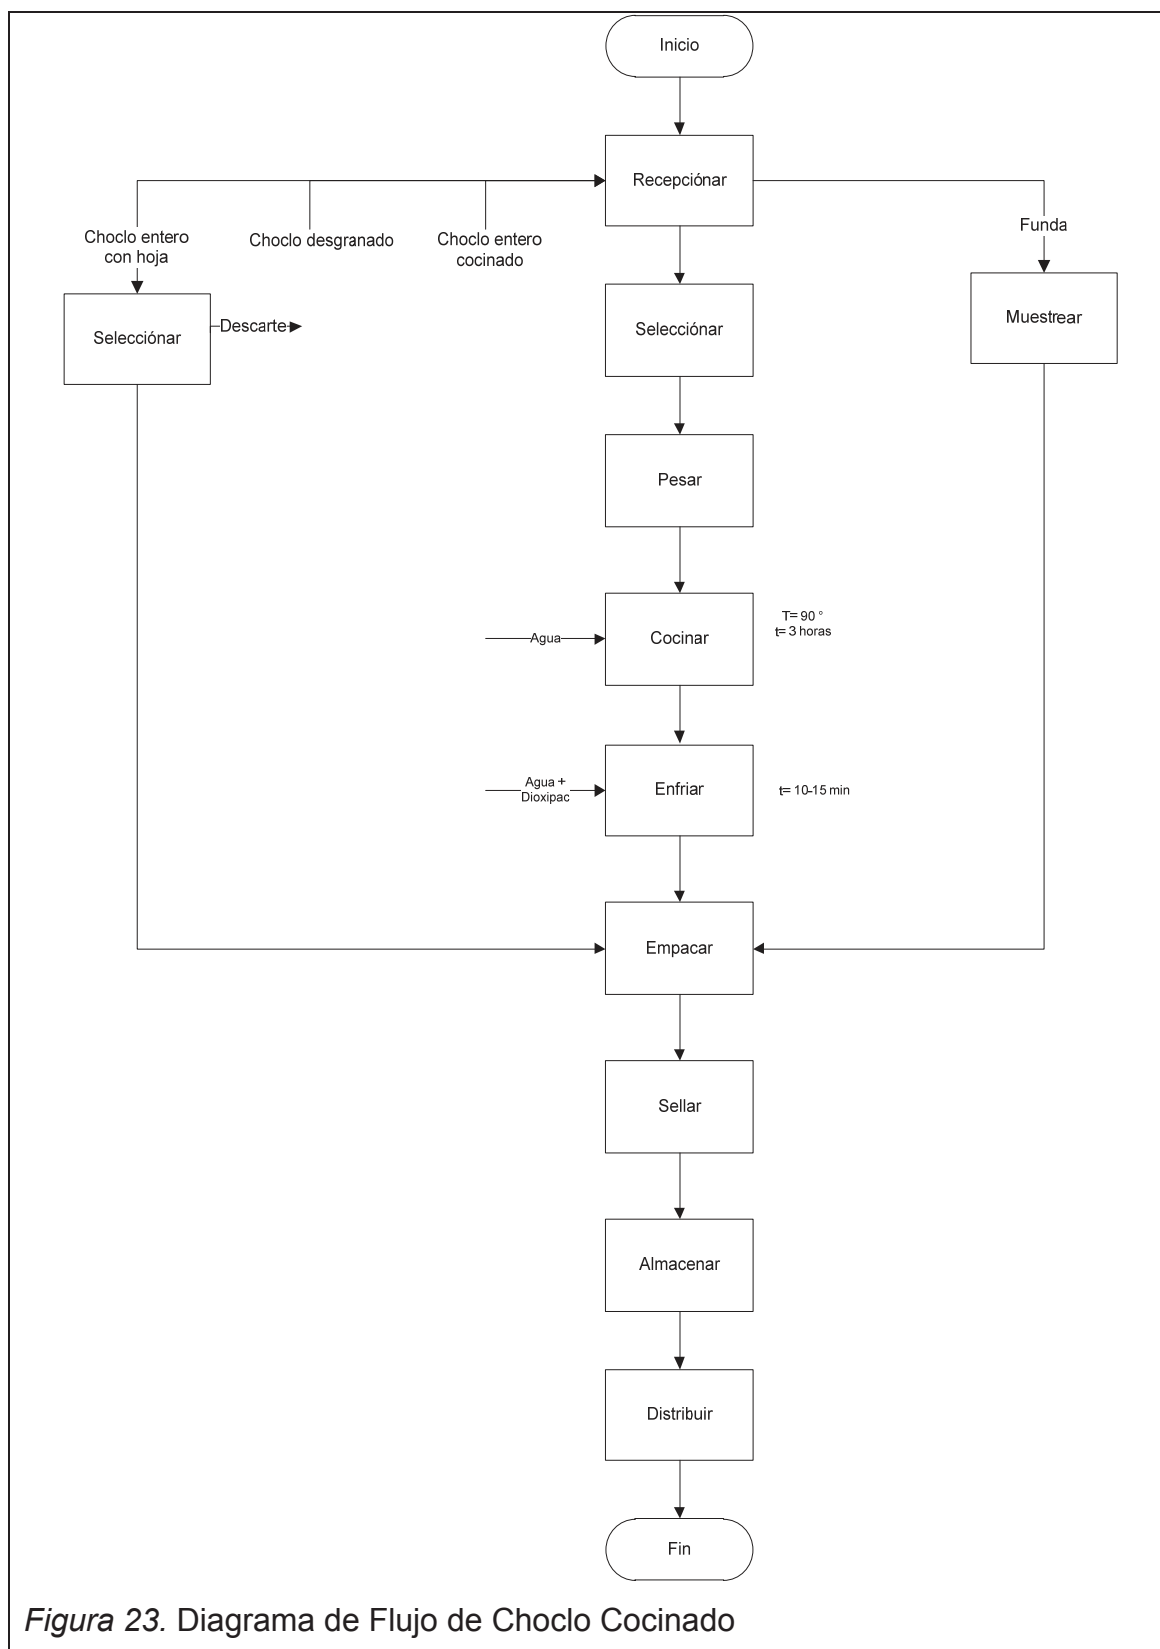 Inicio
Recepciónar
Choclo entero
con hoja
Choclo desgranado
Choclo entero
cocinado
Funda
Selecciónar
Descarte
Selecciónar
Muestrear
Pesar
Agua
Cocinar
T= 90 °
t= 3 horas
Agua +
Dioxipac
Enfriar
t= 10-15 min
Empacar
Sellar
Almacenar
Distribuir
Fin
Figura 23. Diagrama de Flujo de Choclo Cocinado